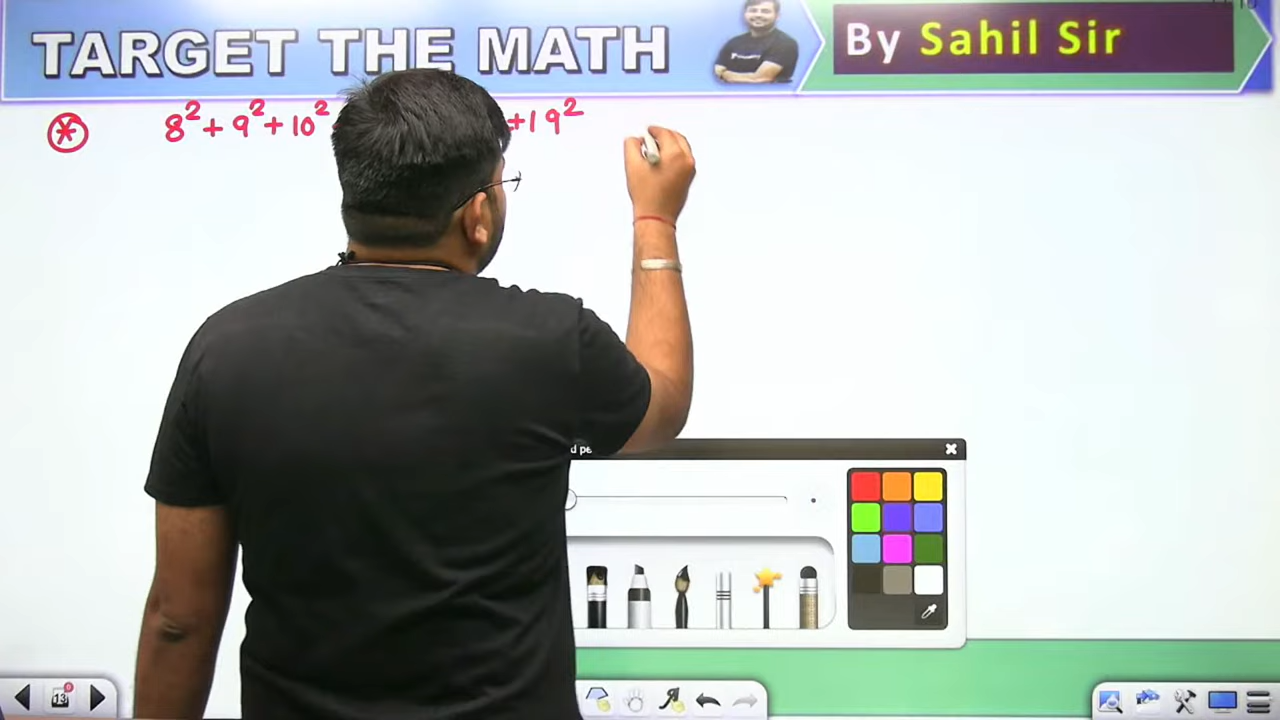 TARGET THE MATH By Sahil Sir
* 8² + 9² + 10² +19²